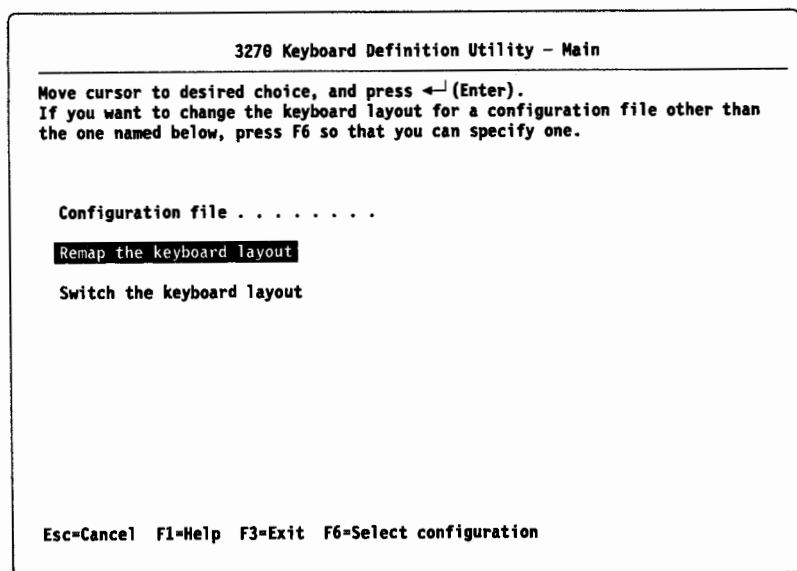 3270 Keyboard Definition Utility — Main
Move cursor to desired choice, and press ←┘ (Enter).
If you want to change the keyboard layout for a configuration file other than
the one named below, press F6 so that you can specify one.
Configuration file . . . . . . . .
Remap the keyboard layout
Switch the keyboard layout
Esc=Cancel F1=Help F3=Exit F6=Select configuration